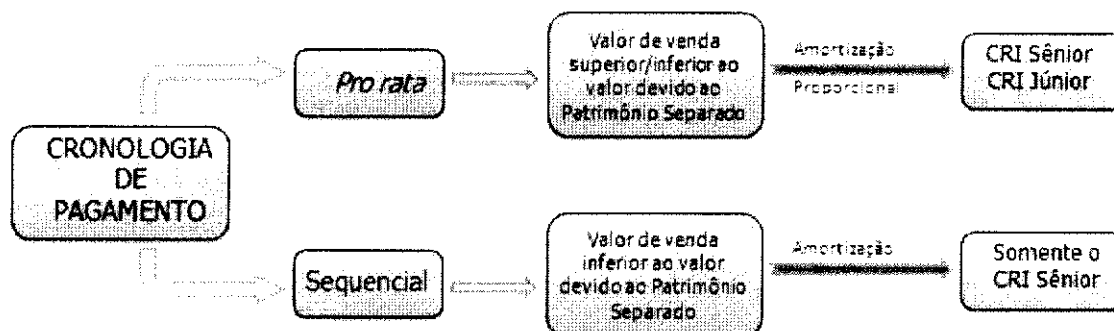 CRONOLOGIA
DE
PAGAMENTO
Pro rata
Valor de venda
superior/inferior ao
valor devido ao
Patrimônio Separado
Amortização
Proporcional
CRI Sênior
CRI Júnior
Sequencial
Valor de venda
inferior ao valor
devido ao Patrimônio
Separado
Amortização
Somente o
CRI Sênior